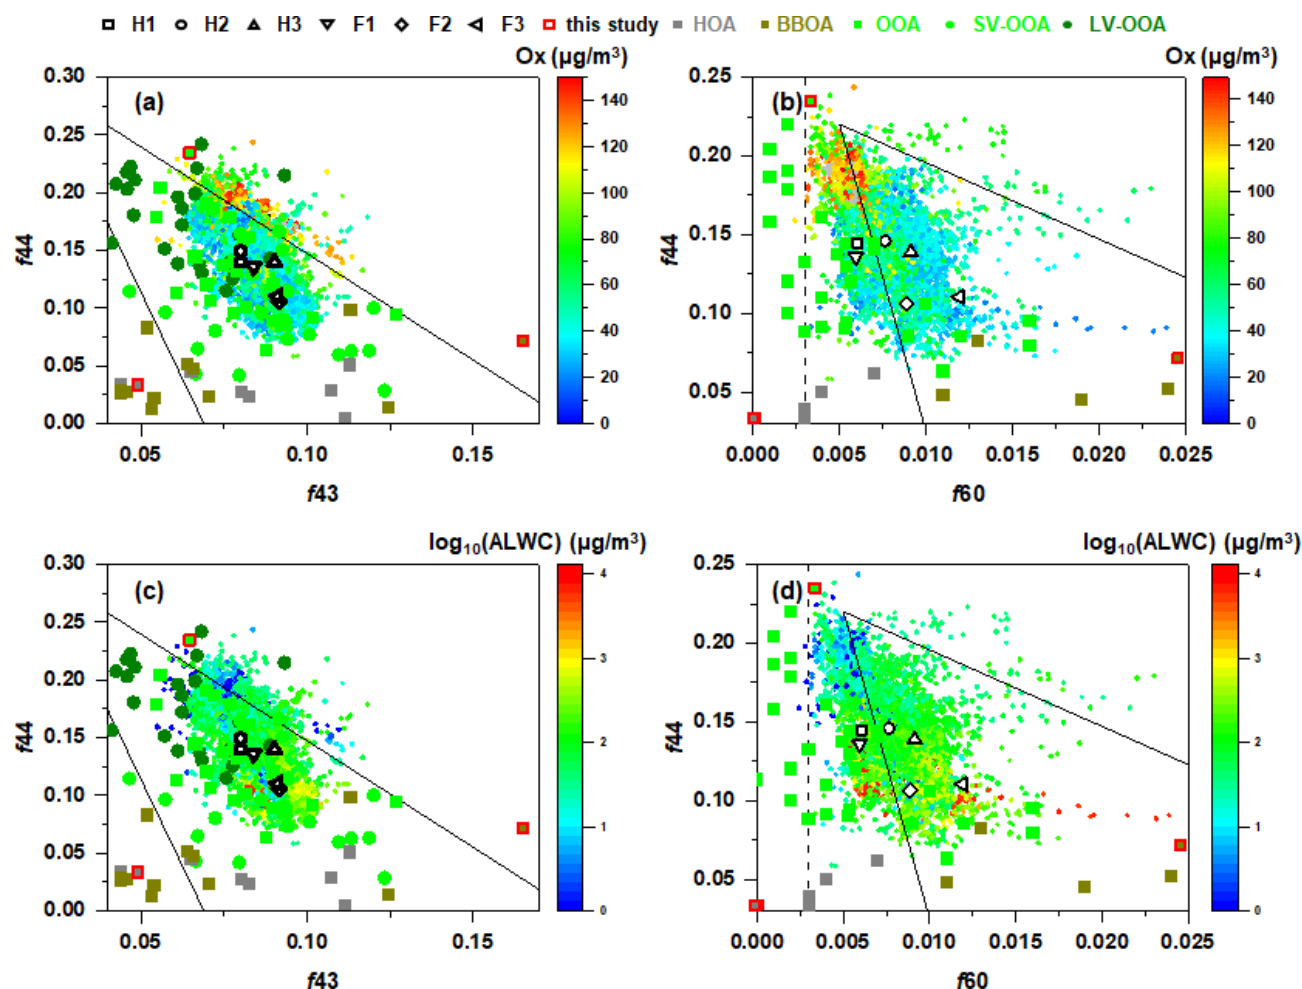 H1 H2 H3 F1 F2 F3 this study HOA BBOA OOA SV-OOA LV-OOA
Ox (μg/m³)
(a)
f44
0.30
0.25
0.20
0.15
0.10
0.05
0.00
0.05 0.10 0.15
f43
140
120
100
80
60
40
20
0
Ox (μg/m³)
(b)
f44
0.25
0.20
0.15
0.10
0.05
0.000 0.005 0.010 0.015 0.020 0.025
f60
140
120
100
80
60
40
20
0
log₁₀(ALWC) (μg/m³)
(c)
f44
0.30
0.25
0.20
0.15
0.10
0.05
0.00
0.05 0.10 0.15
f43
4
3
2
1
0
log₁₀(ALWC) (μg/m³)
(d)
f44
0.25
0.20
0.15
0.10
0.05
0.000 0.005 0.010 0.015 0.020 0.025
f60
4
3
2
1
0